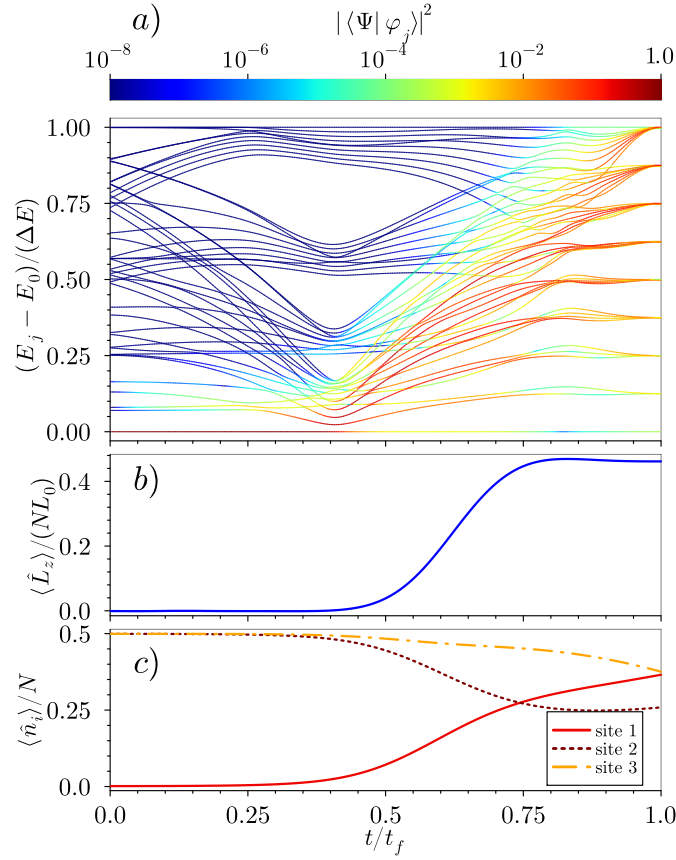 a)
|⟨Ψ|φ_j⟩|²
10⁻⁸ 10⁻⁶ 10⁻⁴ 10⁻² 1.0
(E_j − E_0)/(ΔE)
1.00
0.75
0.50
0.25
0.00
b)
⟨L̂_z⟩/(NL_0)
0.4
0.2
0.0
c)
⟨n̂_i⟩/N
0.5
0.25
0.0
site 1
site 2
site 3
0.0 0.25 0.5 0.75 1.0
t/t_f